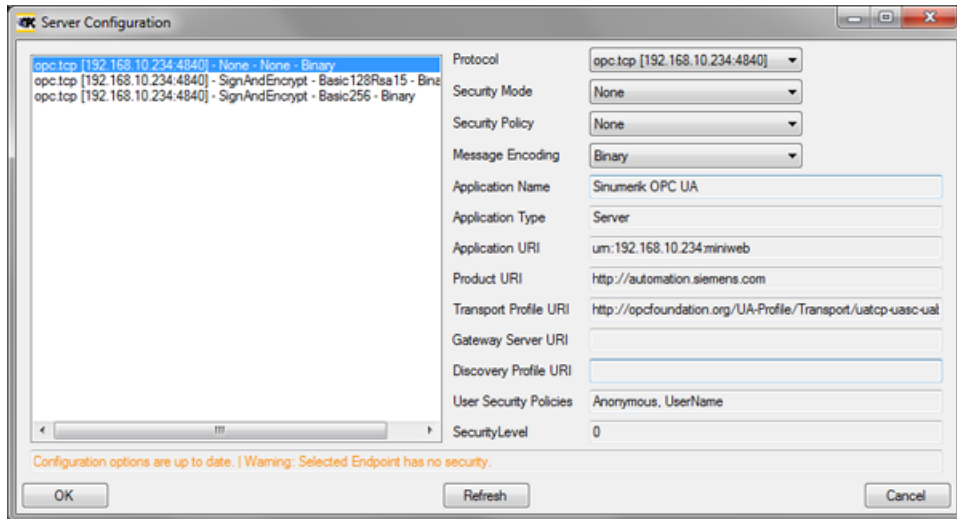 Server Configuration
opc.tcp [192.168.10.234:4840] - None - None - Binary
opc.tcp [192.168.10.234:4840] - SignAndEncrypt - Basic128Rsa15 - Bina
opc.tcp [192.168.10.234:4840] - SignAndEncrypt - Basic256 - Binary
Protocol opc.tcp [192.168.10.234:4840]
Security Mode None
Security Policy None
Message Encoding Binary
Application Name Sinumerik OPC UA
Application Type Server
Application URI urn:192.168.10.234:miniweb
Product URI http://automation.siemens.com
Transport Profile URI http://opcfoundation.org/UA-Profile/Transport/uatcp-uasc-uab
Gateway Server URI
Discovery Profile URI
User Security Policies Anonymous, UserName
SecurityLevel 0
Configuration options are up to date. | Warning: Selected Endpoint has no security.
OK Refresh Cancel